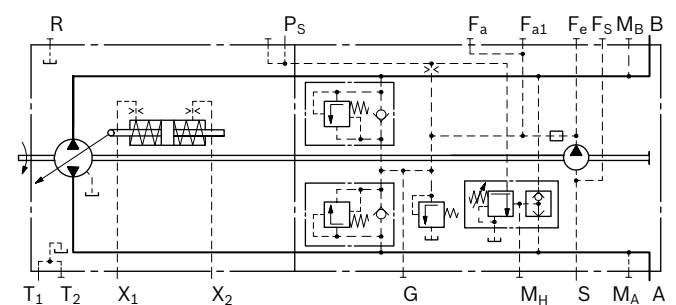 R P_S F_a F_a1 F_e F_S M_B B
T_1 T_2 X_1 X_2 G M_H S M_A A